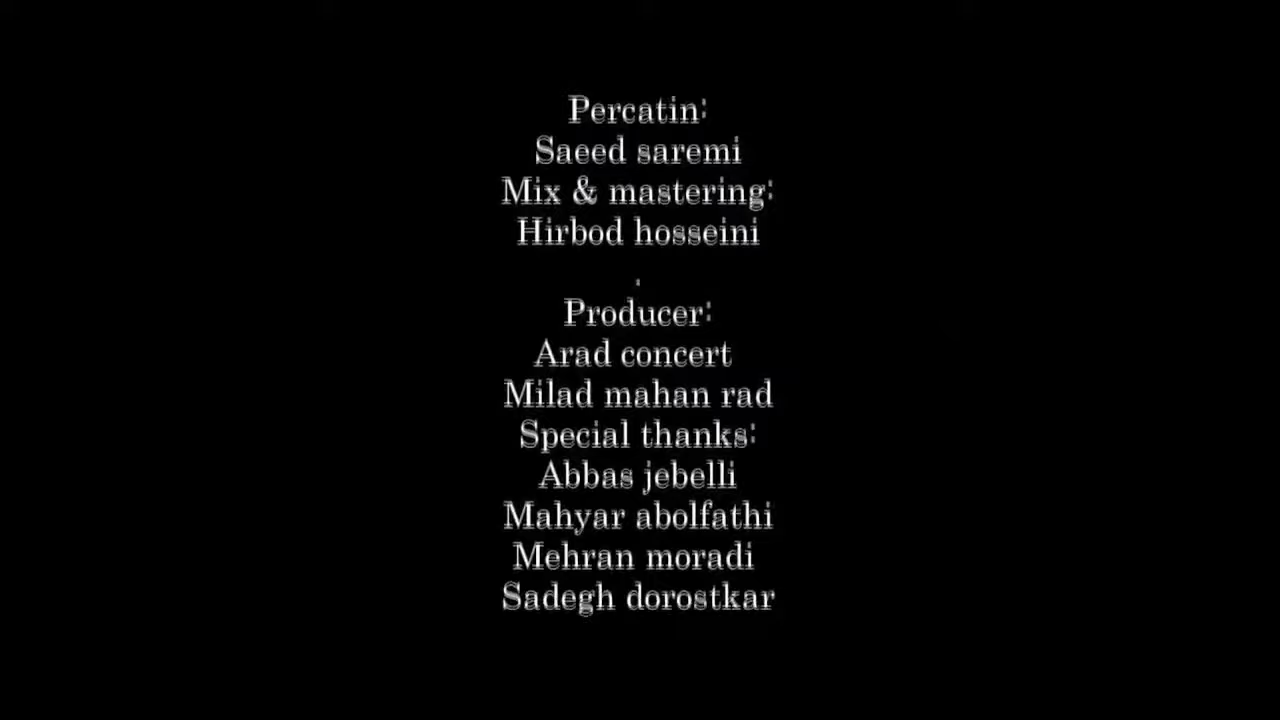 Percatin:
Saeed saremi
Mix & mastering:
Hirbod hosseini
.
Producer:
Arad concert
Milad mahan rad
Special thanks:
Abbas jebelli
Mahyar abolfathi
Mehran moradi
Sadegh dorostkar